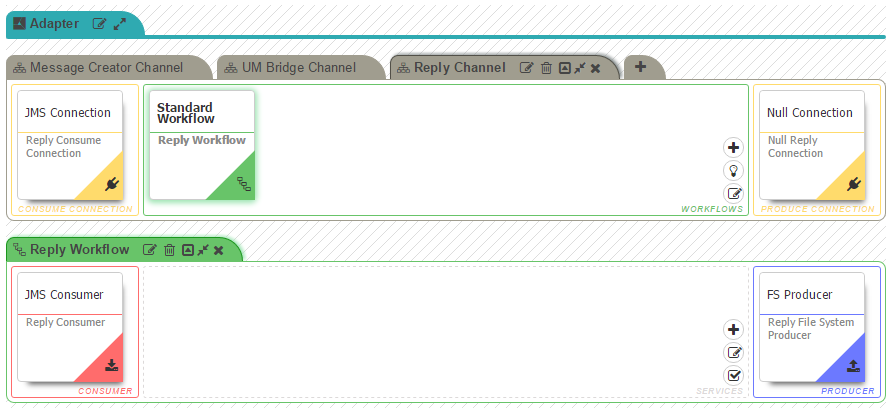 Adapter
Message Creator Channel
UM Bridge Channel
Reply Channel
JMS Connection
Reply Consume
Connection
CONSUME CONNECTION
Standard
Workflow
Reply Workflow
WORKFLOWS
Null Connection
Null Reply
Connection
PRODUCE CONNECTION
Reply Workflow
JMS Consumer
Reply Consumer
CONSUMER
SERVICES
FS Producer
Reply File System
Producer
PRODUCER